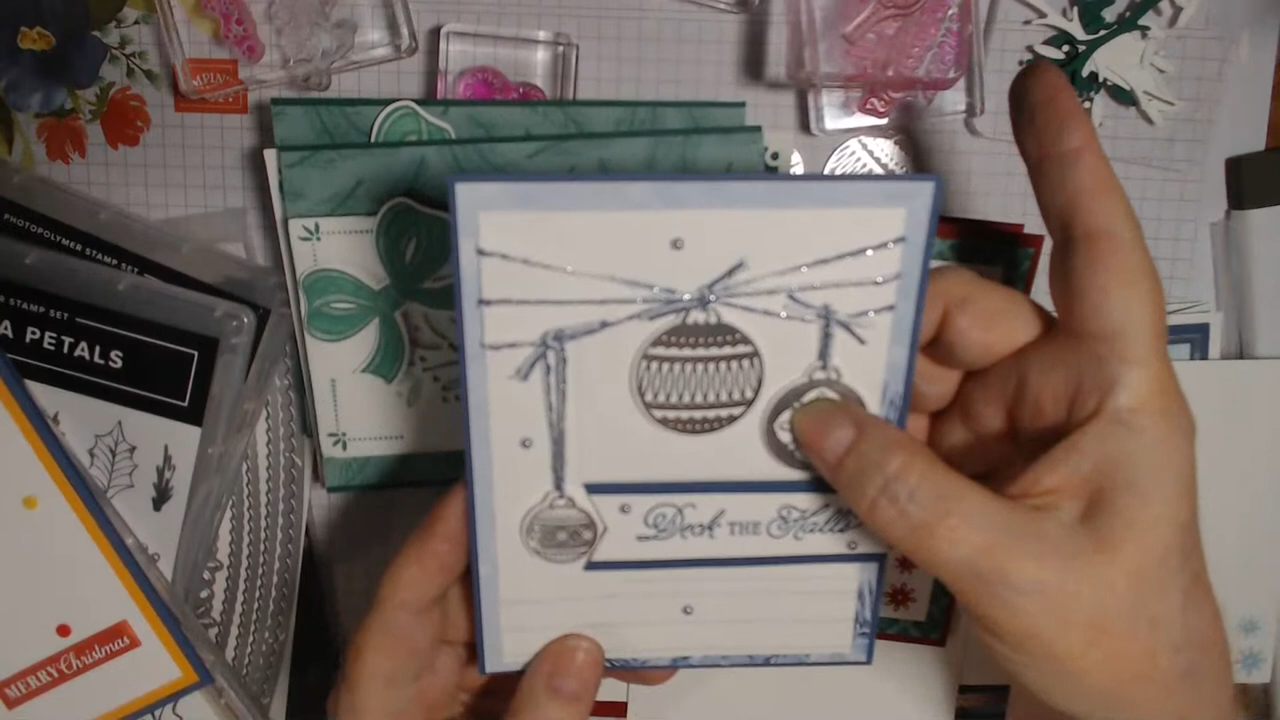 PHOTOPOLYMER STAMP SET
STAMP SET
A PETALS
Deck THE Halls
MERRY Christmas